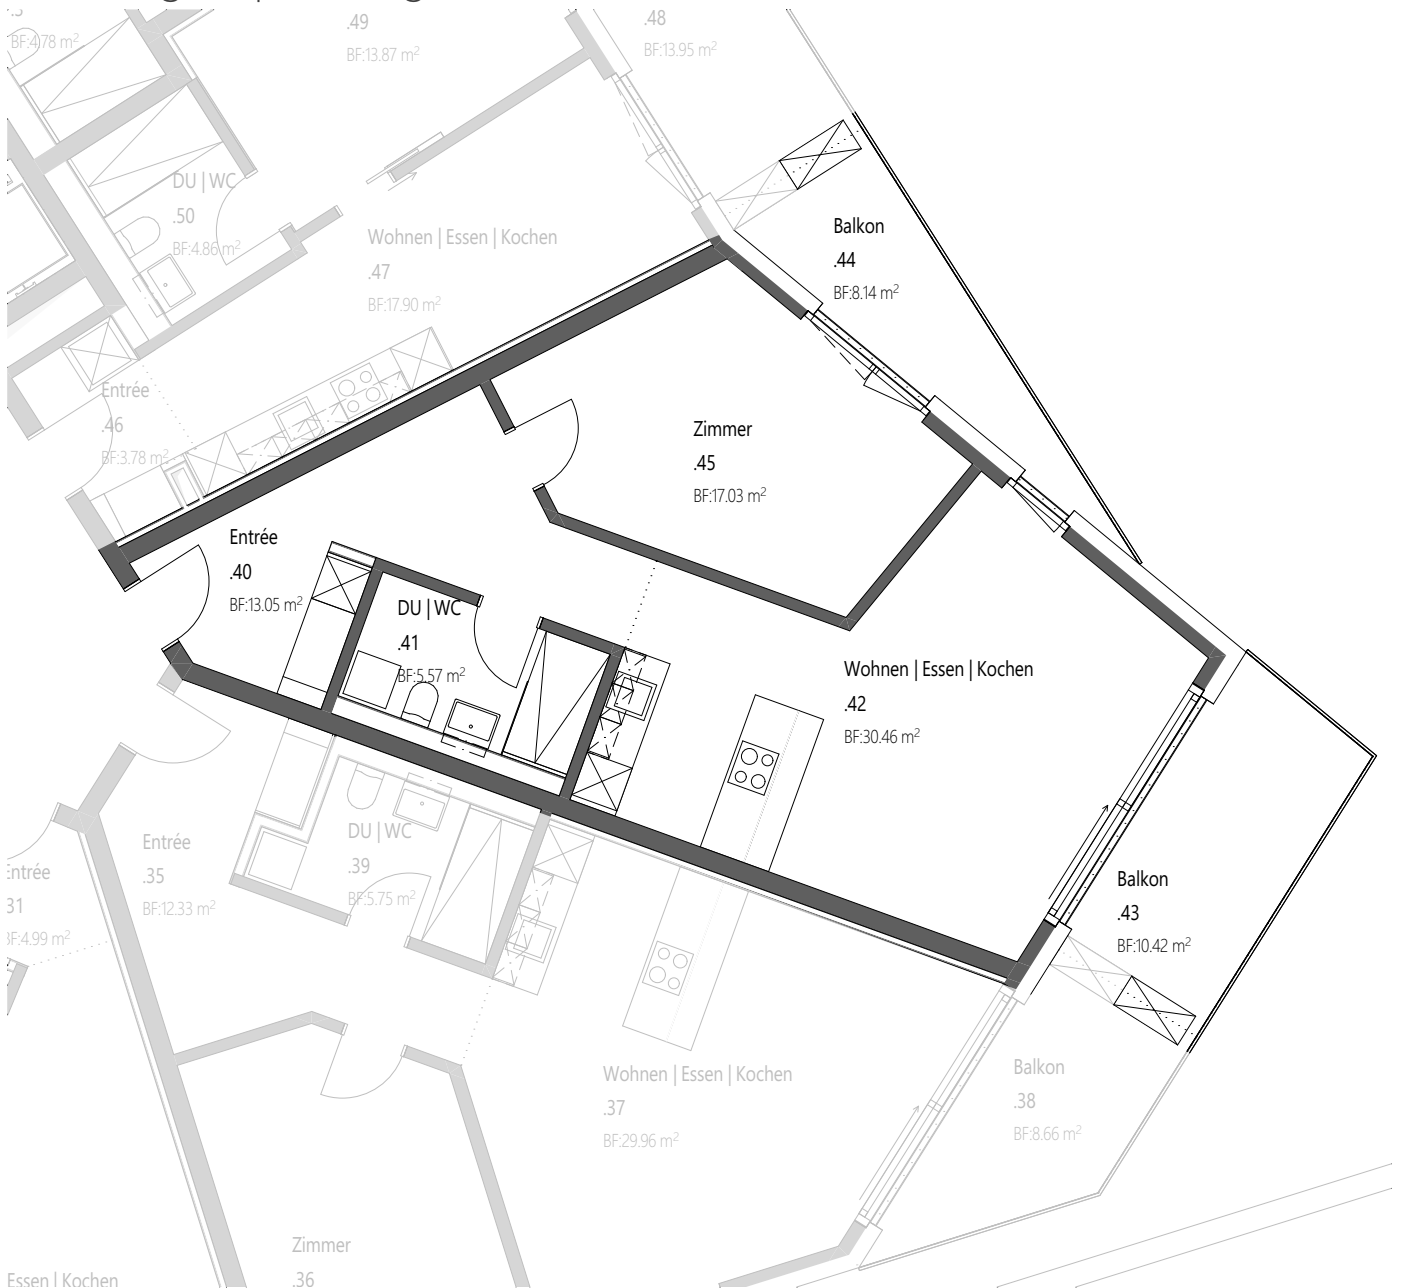 .49
BF:13.87 m²
.48
BF:13.95 m²
BF:4.78 m²
DU | WC
.50
BF:4.86 m²
Wohnen | Essen | Kochen
.47
BF:17.90 m²
Balkon
.44
BF:8.14 m²
Entrée
.46
BF:3.78 m²
Zimmer
.45
BF:17.03 m²
Entrée
.40
BF:13.05 m²
DU | WC
.41
BF:5.57 m²
Wohnen | Essen | Kochen
.42
BF:30.46 m²
Entrée
.35
BF:12.33 m²
DU | WC
.39
BF:5.75 m²
Entrée
31
BF:4.99 m²
Balkon
.43
BF:10.42 m²
Wohnen | Essen | Kochen
.37
BF:29.96 m²
Balkon
.38
BF:8.66 m²
Zimmer
.36
Essen | Kochen